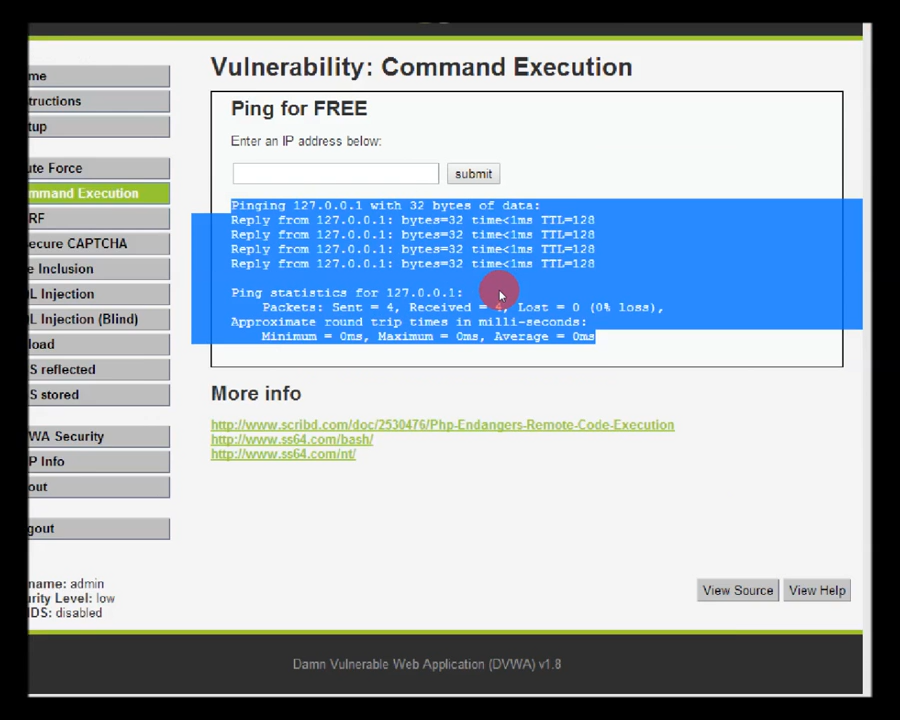 Vulnerability: Command Execution
me
tructions
tup
ute Force
mmand Execution
RF
ecure CAPTCHA
e Inclusion
L Injection
L Injection (Blind)
load
S reflected
S stored
WA Security
P Info
out
gout
name: admin
urity Level: low
IDS: disabled
Ping for FREE
Enter an IP address below:
submit
Pinging 127.0.0.1 with 32 bytes of data:
Reply from 127.0.0.1: bytes=32 time<1ms TTL=128
Reply from 127.0.0.1: bytes=32 time<1ms TTL=128
Reply from 127.0.0.1: bytes=32 time<1ms TTL=128
Reply from 127.0.0.1: bytes=32 time<1ms TTL=128
Ping statistics for 127.0.0.1:
Packets: Sent = 4, Received = 4, Lost = 0 (0% loss),
Approximate round trip times in milli-seconds:
Minimum = 0ms, Maximum = 0ms, Average = 0ms
More info
http://www.scribd.com/doc/2530476/Php-Endangers-Remote-Code-Execution
http://www.ss64.com/bash/
http://www.ss64.com/nt/
View Source
View Help
Damn Vulnerable Web Application (DVWA) v1.8